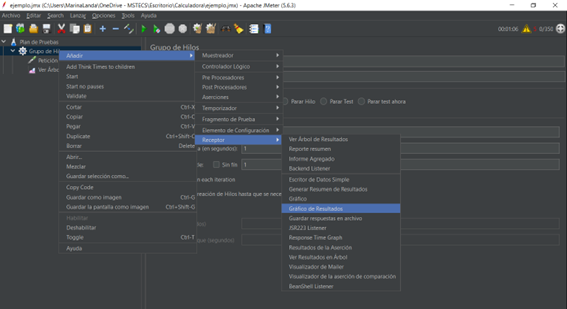 ejemplo.jmx (C:\Users\MarinaLanda\OneDrive - MSTECS\Escritorio\Calculadora\ejemplo.jmx) - Apache JMeter (5.6.3)
Archivo Editar Search Lanzar Opciones Tools Ayuda
00:01:06 0/350
Plan de Pruebas
Grupo de Hilos
Grupo de Hil
Petición
Ver Árbo
Añadir
Add Think Times to children
Start
Start no pauses
Validate
Cortar Ctrl-X
Copiar Ctrl-C
Pegar Ctrl-V
Duplicate Ctrl+Shift-C
Borrar Delete
Abrir...
Mezclar
Guardar selección como...
Copy Code
Guardar como imagen Ctrl-G
Guardar la pantalla como imagen Ctrl+Shift-G
Habilitar
Deshabilitar
Toggle Ctrl-T
Ayuda
Muestreador
Controlador Lógico
Pre Procesadores
Post Procesadores
Aserciones
Temporizador
Fragmento de Prueba
Elemento de Configuración
Receptor
Parar Hilo Parar Test Parar test ahora
(en segundos) 1
Sin fin 1
n each iteration
reación de Hilos hasta que se nece
que (segundos)
Ver Árbol de Resultados
Reporte resumen
Informe Agregado
Backend Listener
Escritor de Datos Simple
Generar Resumen de Resultados
Gráfico
Gráfico de Resultados
Guardar respuestas en archivo
JSR223 Listener
Response Time Graph
Resultados de la Aserción
Ver Resultados en Árbol
Visualizador de Mailer
Visualizador de la aserción de comparación
BeanShell Listener